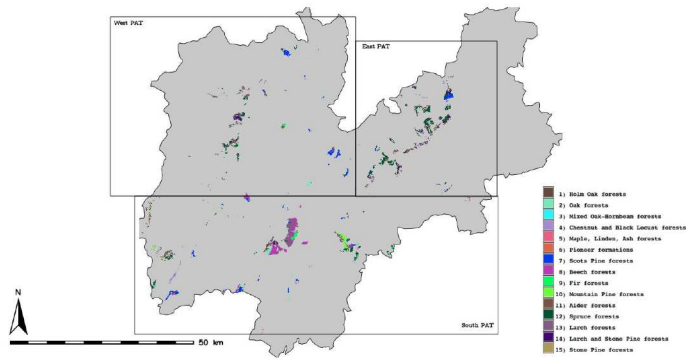 West PAT
East PAT
1) Holm Oak forests
2) Oak forests
3) Mixed Oak-Hornbeam forests
4) Chestnut and Black Locust forests
5) Maple, Linden, Ash forests
6) Pioneer formations
7) Scots Pine forests
8) Beech forests
9) Fir forests
10) Mountain Pine forests
11) Alder forests
12) Spruce forests
13) Larch forests
14) Larch and Stone Pine forests
15) Stone Pine forests
N
50 km
South PAT